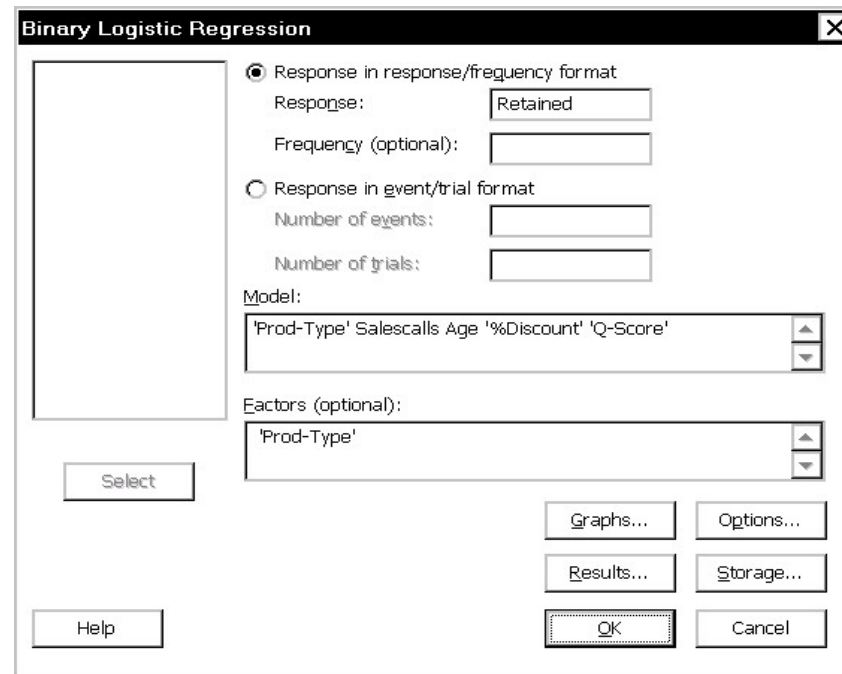 Binary Logistic Regression
Response in response/frequency format
Response:
Retained
Frequency (optional):
Response in event/trial format
Number of events:
Number of trials:
Model:
'Prod-Type' Salescalls Age '%Discount' 'Q-Score'
Factors (optional):
'Prod-Type'
Select
Graphs...
Options...
Results...
Storage...
Help
OK
Cancel